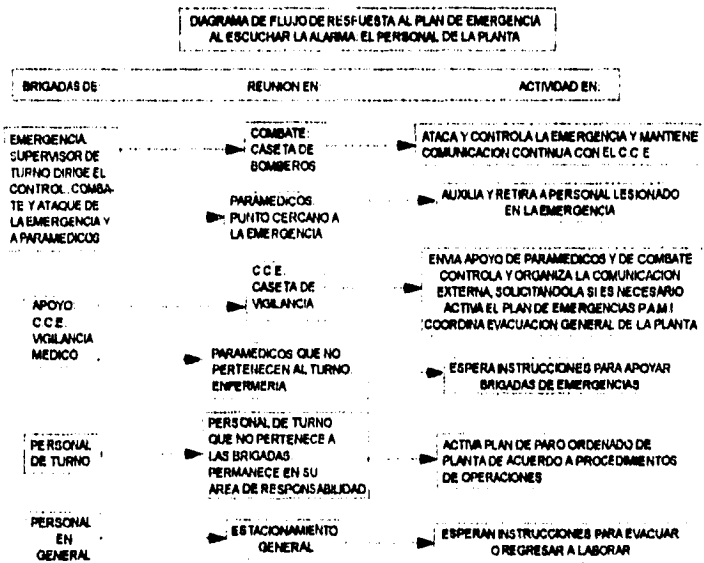 DIAGRAMA DE FLUJO DE RESPUESTA AL PLAN DE EMERGENCIA
AL ESCUCHAR LA ALARMA: EL PERSONAL DE LA PLANTA
BRIGADAS DE:
REUNION EN:
ACTIVIDAD EN:
EMERGENCIA
SUPERVISOR DE
TURNO DIRIGE EL
CONTROL, COMBA-
TE Y ATAQUE DE
LA EMERGENCIA Y
A PARAMEDICOS
COMBATE:
CASETA DE
BOMBEROS
ATACA Y CONTROLA LA EMERGENCIA Y MANTIENE
COMUNICACION CONTINUA CON EL C C E
PARAMEDICOS:
PUNTO CERCANO A
LA EMERGENCIA
AUXILIA Y RETIRA A PERSONAL LESIONADO
EN LA EMERGENCIA
APOYO:
C.C.E.
VIGILANCIA
MEDICO
C C E.
CASETA DE
VIGILANCIA
ENVIA APOYO DE PARAMEDICOS Y DE COMBATE
CONTROLA Y ORGANIZA LA COMUNICACION
EXTERNA, SOLICITANDOLA SI ES NECESARIO
ACTIVA EL PLAN DE EMERGENCIAS P.A.M.I
COORDINA EVACUACION GENERAL DE LA PLANTA
PARAMEDICOS QUE NO
PERTENECEN AL TURNO:
ENFERMERIA
ESPERA INSTRUCCIONES PARA APOYAR
BRIGADAS DE EMERGENCIAS
PERSONAL
DE TURNO
PERSONAL DE TURNO
QUE NO PERTENECE A
LAS BRIGADAS
PERMANECE EN SU
AREA DE RESPONSABILIDAD
ACTIVA PLAN DE PARO ORDENADO DE
PLANTA DE ACUERDO A PROCEDIMIENTOS
DE OPERACIONES
PERSONAL
EN
GENERAL
ESTACIONAMIENTO
GENERAL
ESPERAN INSTRUCCIONES PARA EVACUAR
O REGRESAR A LABORAR